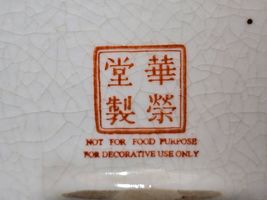 華榮
堂製
NOT FOR FOOD PURPOSE
FOR DECORATIVE USE ONLY